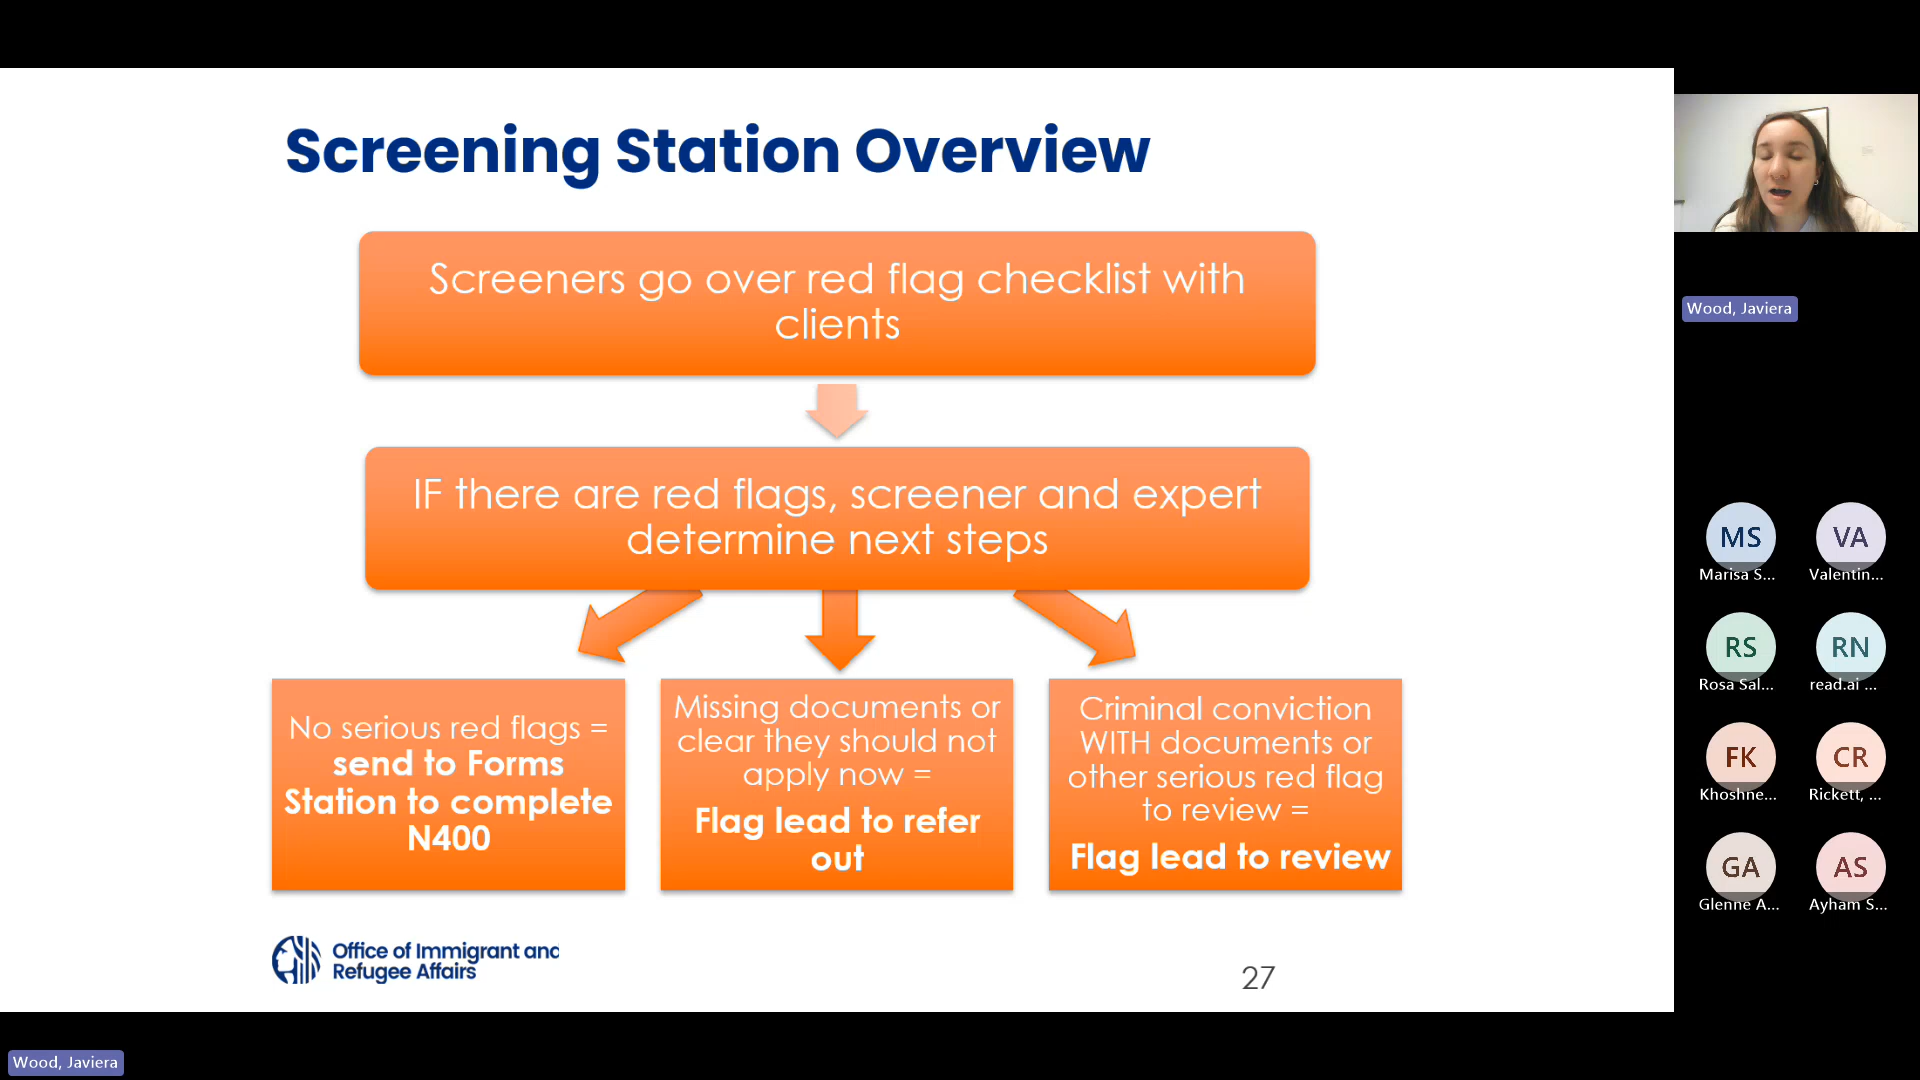 Screening Station Overview
Screeners go over red flag checklist with
clients
IF there are red flags, screener and expert
determine next steps
No serious red flags =
send to Forms
Station to complete
N400
Missing documents or
clear they should not
apply now =
Flag lead to refer
out
Criminal conviction
WITH documents or
other serious red flag
to review =
Flag lead to review
Office of Immigrant and
Refugee Affairs
27
Wood, Javiera
MS
Marisa S...
VA
Valentin...
RS
Rosa Sal...
RN
read.ai ...
FK
Khoshne...
CR
Rickett, ...
GA
Glenne A...
AS
Ayham S...
Wood, Javiera